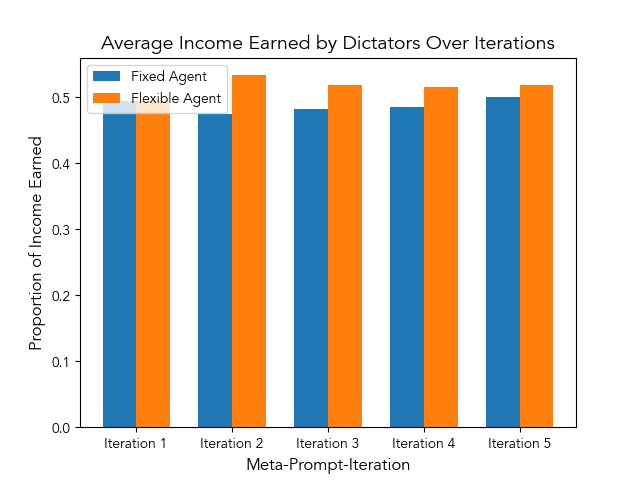 Average Income Earned by Dictators Over Iterations
Fixed Agent
Flexible Agent
Proportion of Income Earned
0.5
0.4
0.3
0.2
0.1
0.0
Iteration 1 Iteration 2 Iteration 3 Iteration 4 Iteration 5
Meta-Prompt-Iteration